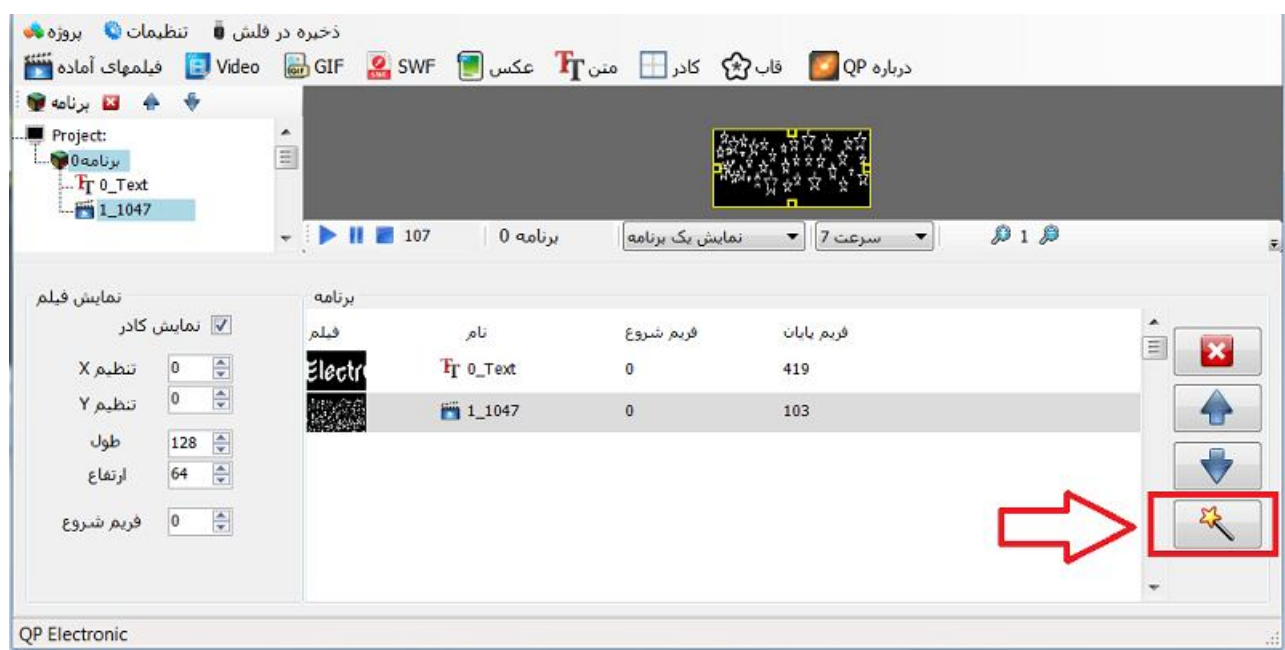 پروژه تنظیمات ذخیره در فلش
فیلمهای آماده Video GIF SWF عکس متن کادر قاب درباره QP
برنامه
Project:
برنامه0
0_Text
1_1047
107 برنامه 0 نمایش یک برنامه سرعت 7 1
نمایش فیلم
نمایش کادر
تنظیم X 0
تنظیم Y 0
طول 128
ارتفاع 64
فریم شروع 0
برنامه
فیلم نام فریم شروع فریم پایان
Electr 0_Text 0 419
1_1047 0 103
QP Electronic